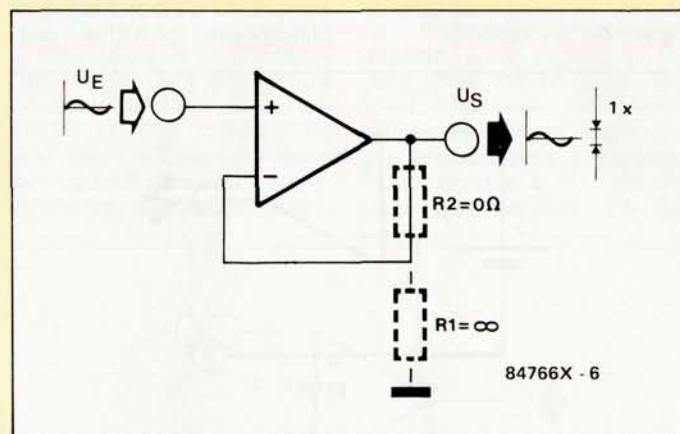 U_E
U_S
1 x
+
−
R2=0Ω
R1=∞
84766X - 6